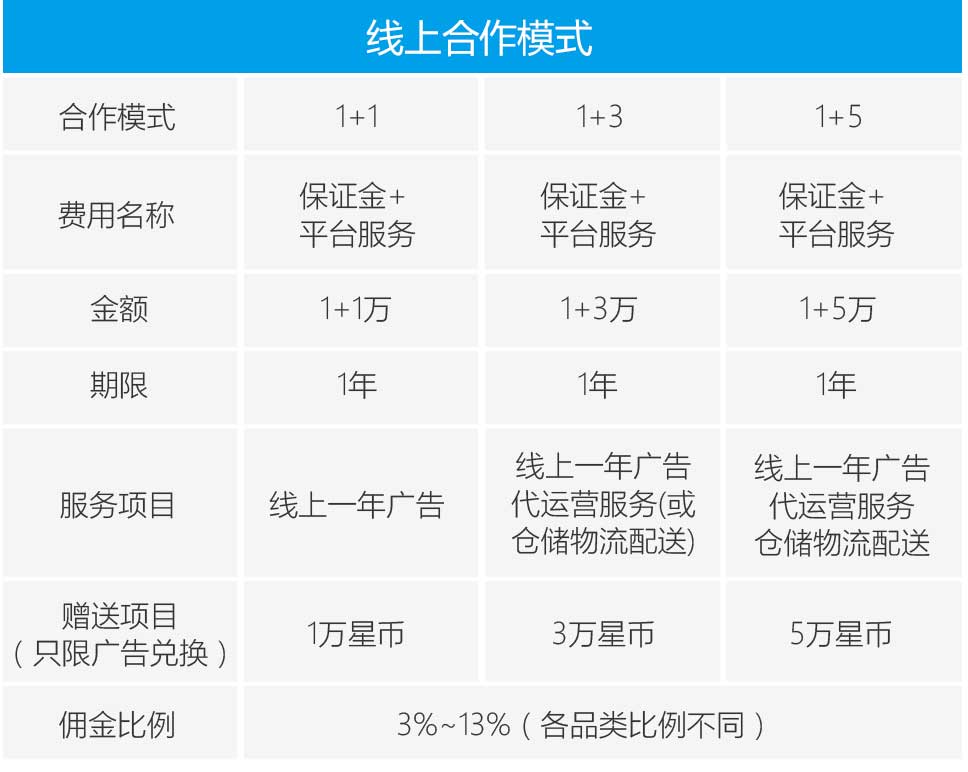 线上合作模式
合作模式 1+1 1+3 1+5
费用名称 保证金+ 保证金+ 保证金+
平台服务 平台服务 平台服务
金额 1+1万 1+3万 1+5万
期限 1年 1年 1年
服务项目 线上一年广告 线上一年广告 线上一年广告
代运营服务(或 代运营服务
仓储物流配送) 仓储物流配送
赠送项目 1万星币 3万星币 5万星币
（只限广告兑换）
佣金比例 3%~13%（各品类比例不同）